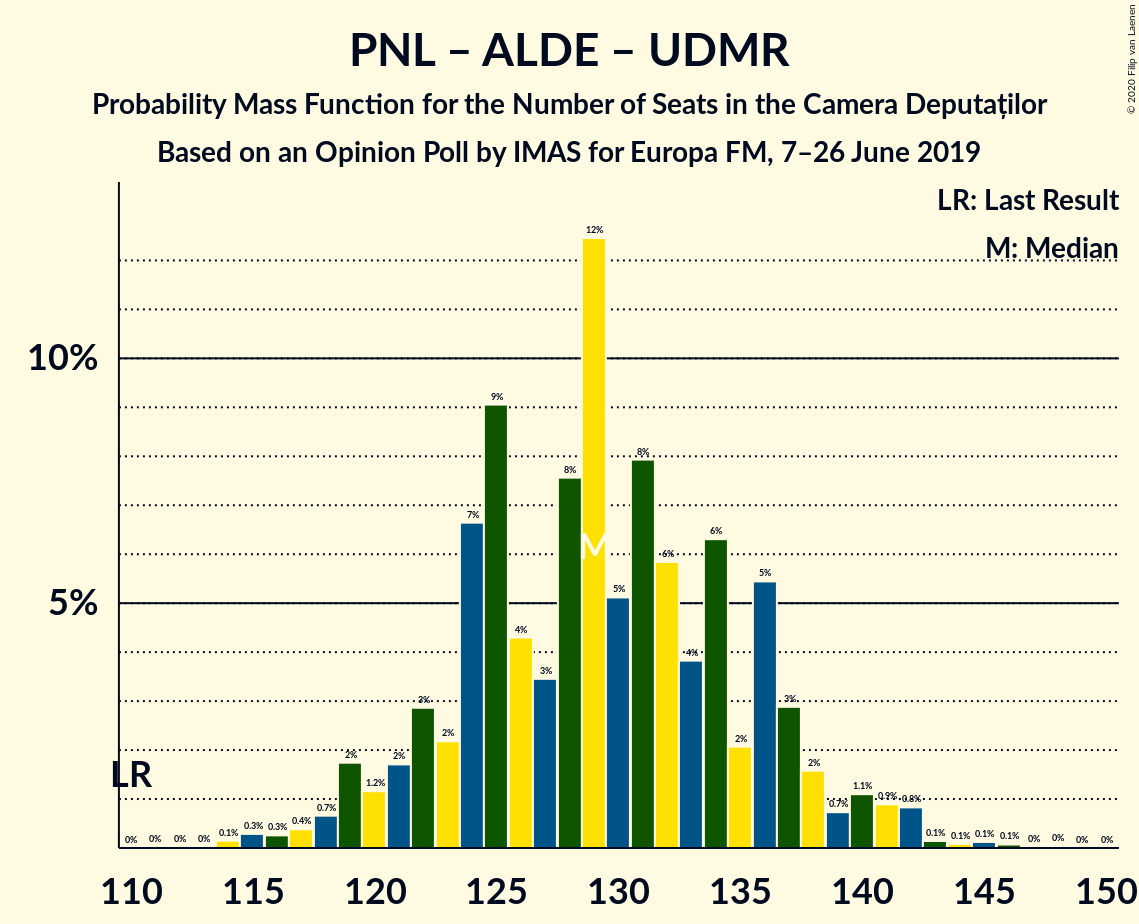 PNL – ALDE – UDMR
Probability Mass Function for the Number of Seats in the Camera Deputaților
Based on an Opinion Poll by IMAS for Europa FM, 7–26 June 2019
© 2020 Filip van Laenen
LR: Last Result
M: Median
10%
5%
LR
M
0% 0% 0% 0% 0.1% 0.3% 0.3% 0.4% 0.7% 2% 1.2% 2% 3% 2% 7% 9% 4% 3% 8% 12% 5% 8% 6% 4% 6% 2% 5% 3% 2% 0.7% 1.1% 0.9% 0.8% 0.1% 0.1% 0.1% 0.1% 0% 0% 0% 0%
110 115 120 125 130 135 140 145 150